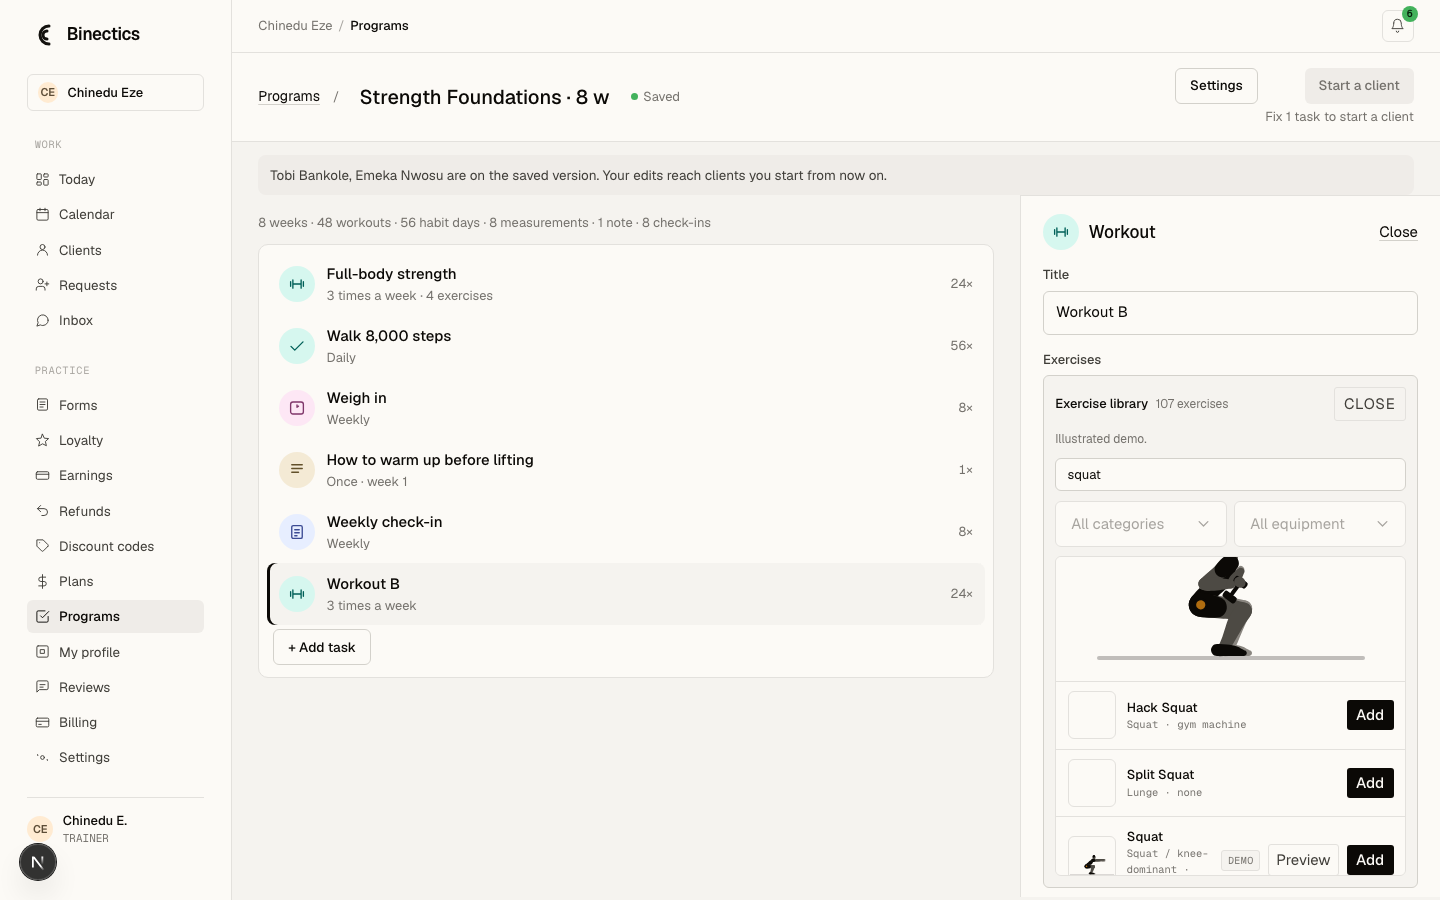 Binectics
CE Chinedu Eze
WORK
Today
Calendar
Clients
Requests
Inbox
PRACTICE
Forms
Loyalty
Earnings
Refunds
Discount codes
Plans
Programs
My profile
Reviews
Billing
Settings
CE Chinedu E.
TRAINER
N
Chinedu Eze / Programs
6
Programs / Strength Foundations · 8 w Saved
Settings Start a client
Fix 1 task to start a client
Tobi Bankole, Emeka Nwosu are on the saved version. Your edits reach clients you start from now on.
8 weeks · 48 workouts · 56 habit days · 8 measurements · 1 note · 8 check-ins
Full-body strength
3 times a week · 4 exercises
24×
Walk 8,000 steps
Daily
56×
Weigh in
Weekly
8×
How to warm up before lifting
Once · week 1
1×
Weekly check-in
Weekly
8×
Workout B
3 times a week
24×
+ Add task
Workout Close
Title
Workout B
Exercises
Exercise library 107 exercises CLOSE
Illustrated demo.
squat
All categories All equipment
Hack Squat
Squat · gym machine
Add
Split Squat
Lunge · none
Add
Squat
Squat / knee-
dominant ·
DEMO Preview Add